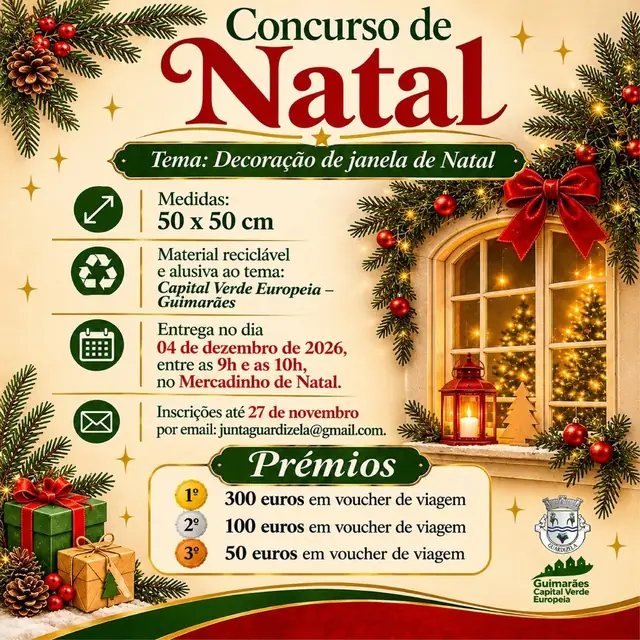 Concurso de
Natal
Tema: Decoração de janela de Natal
Medidas:
50 x 50 cm
Material reciclável
e alusiva ao tema:
Capital Verde Europeia –
Guimarães
Entrega no dia
04 de dezembro de 2026,
entre as 9h e as 10h,
no Mercadinho de Natal.
Inscrições até 27 de novembro
por email: juntaguardizela@gmail.com.
Prémios
1º 300 euros em voucher de viagem
2º 100 euros em voucher de viagem
3º 50 euros em voucher de viagem
GUARDIZELA
Guimarães
Capital Verde
Europeia